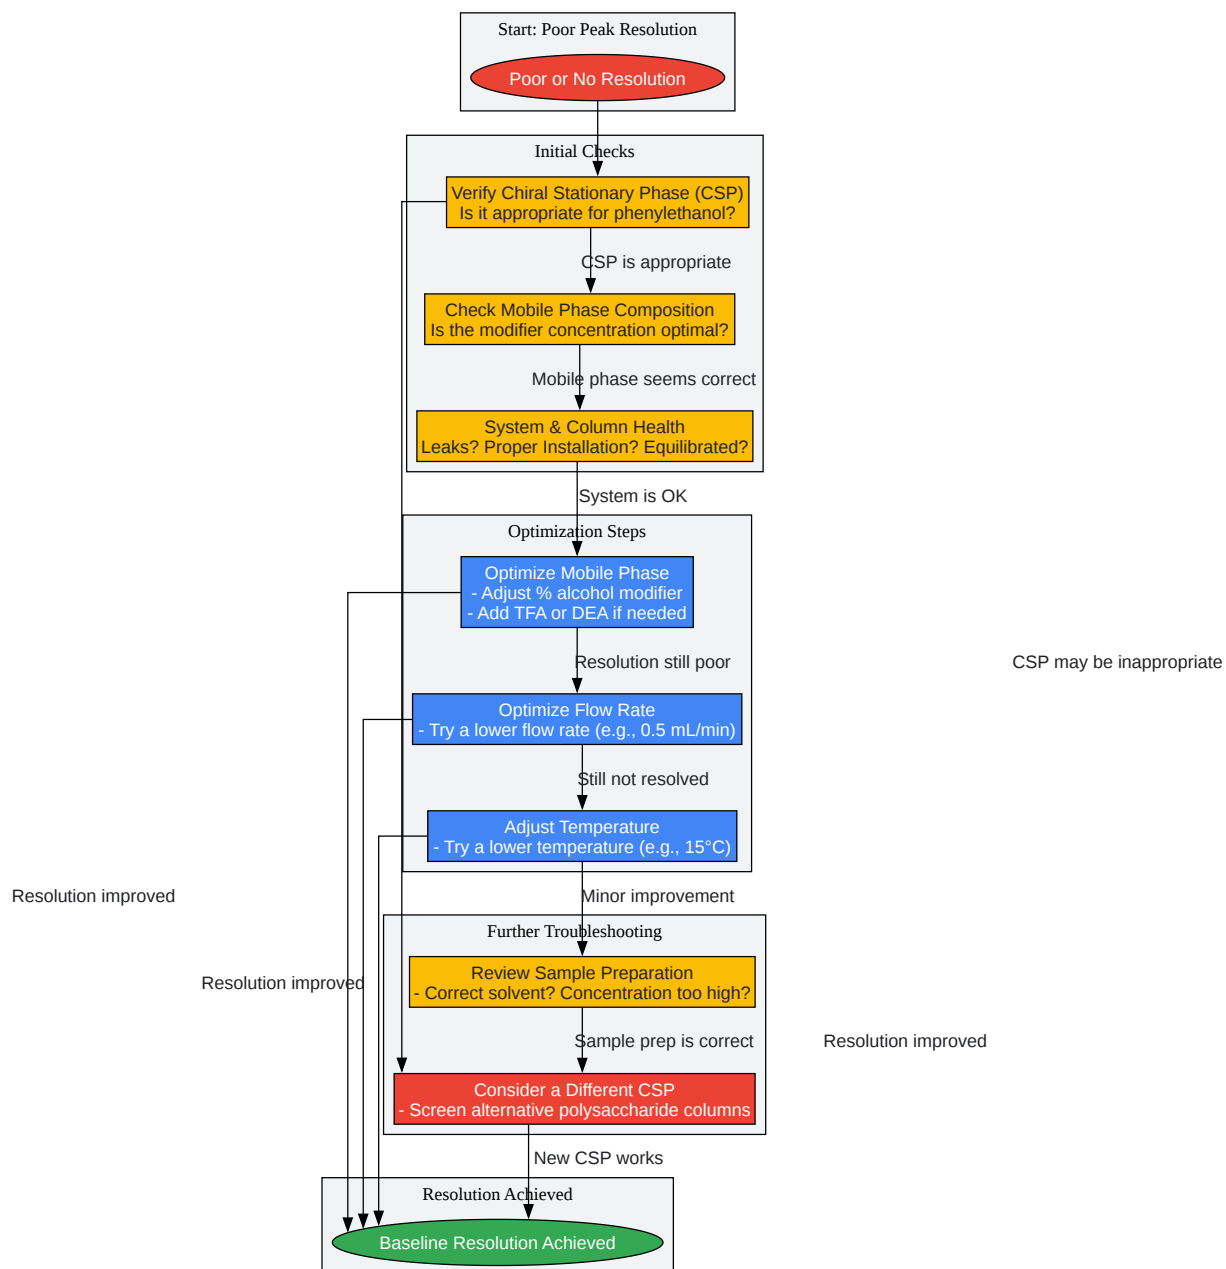 Start: Poor Peak Resolution
Poor or No Resolution
Initial Checks
Verify Chiral Stationary Phase (CSP)
Is it appropriate for phenylethanol?
CSP is appropriate
Check Mobile Phase Composition
Is the modifier concentration optimal?
Mobile phase seems correct
System & Column Health
Leaks? Proper Installation? Equilibrated?
System is OK
Optimization Steps
Optimize Mobile Phase
- Adjust % alcohol modifier
- Add TFA or DEA if needed
Resolution still poor
CSP may be inappropriate
Optimize Flow Rate
- Try a lower flow rate (e.g., 0.5 mL/min)
Still not resolved
Adjust Temperature
- Try a lower temperature (e.g., 15°C)
Resolution improved
Minor improvement
Further Troubleshooting
Review Sample Preparation
Resolution improved
- Correct solvent? Concentration too high?
Sample prep is correct
Resolution improved
Consider a Different CSP
- Screen alternative polysaccharide columns
New CSP works
Resolution Achieved
Baseline Resolution Achieved